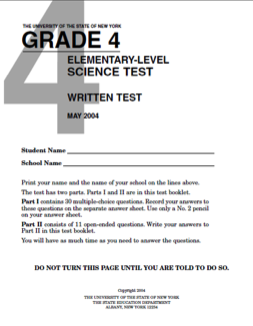 THE UNIVERSITY OF THE STATE OF NEW YORK
GRADE 4
4
ELEMENTARY-LEVEL
SCIENCE TEST
WRITTEN TEST
MAY 2004
Student Name
School Name
Print your name and the name of your school on the lines above.
The test has two parts. Parts I and II are in this test booklet.
Part I contains 30 multiple-choice questions. Record your answers to
these questions on the separate answer sheet. Use only a No. 2 pencil
on your answer sheet.
Part II consists of 11 open-ended questions. Write your answers to
Part II in this test booklet.
You will have as much time as you need to answer the questions.
DO NOT TURN THIS PAGE UNTIL YOU ARE TOLD TO DO SO.
Copyright 2004
THE UNIVERSITY OF THE STATE OF NEW YORK
THE STATE EDUCATION DEPARTMENT
ALBANY, NEW YORK 12234